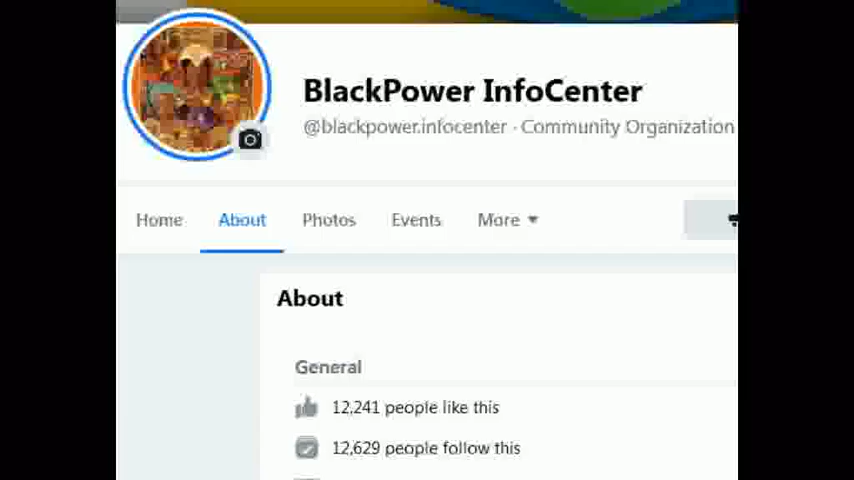 BlackPower InfoCenter
@blackpower.infocenter · Community Organization
Home About Photos Events More
About
General
12,241 people like this
12,629 people follow this